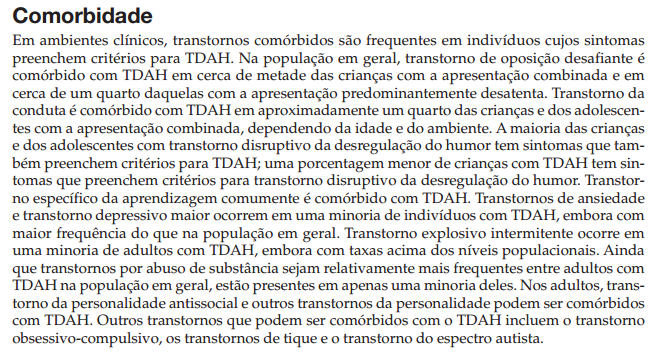 Comorbidade
Em ambientes clínicos, transtornos comórbidos são frequentes em indivíduos cujos sintomas
preenchem critérios para TDAH. Na população em geral, transtorno de oposição desafiante é
comórbido com TDAH em cerca de metade das crianças com a apresentação combinada e em
cerca de um quarto daquelas com a apresentação predominantemente desatenta. Transtorno da
conduta é comórbido com TDAH em aproximadamente um quarto das crianças e dos adolescen-
tes com a apresentação combinada, dependendo da idade e do ambiente. A maioria das crianças
e dos adolescentes com transtorno disruptivo da desregulação do humor tem sintomas que tam-
bém preenchem critérios para TDAH; uma porcentagem menor de crianças com TDAH tem sin-
tomas que preenchem critérios para transtorno disruptivo da desregulação do humor. Transtor-
no específico da aprendizagem comumente é comórbido com TDAH. Transtornos de ansiedade
e transtorno depressivo maior ocorrem em uma minoria de indivíduos com TDAH, embora com
maior frequência do que na população em geral. Transtorno explosivo intermitente ocorre em
uma minoria de adultos com TDAH, embora com taxas acima dos níveis populacionais. Ainda
que transtornos por abuso de substância sejam relativamente mais frequentes entre adultos com
TDAH na população em geral, estão presentes em apenas uma minoria deles. Nos adultos, trans-
torno da personalidade antissocial e outros transtornos da personalidade podem ser comórbidos
com TDAH. Outros transtornos que podem ser comórbidos com o TDAH incluem o transtorno
obsessivo-compulsivo, os transtornos de tique e o transtorno do espectro autista.